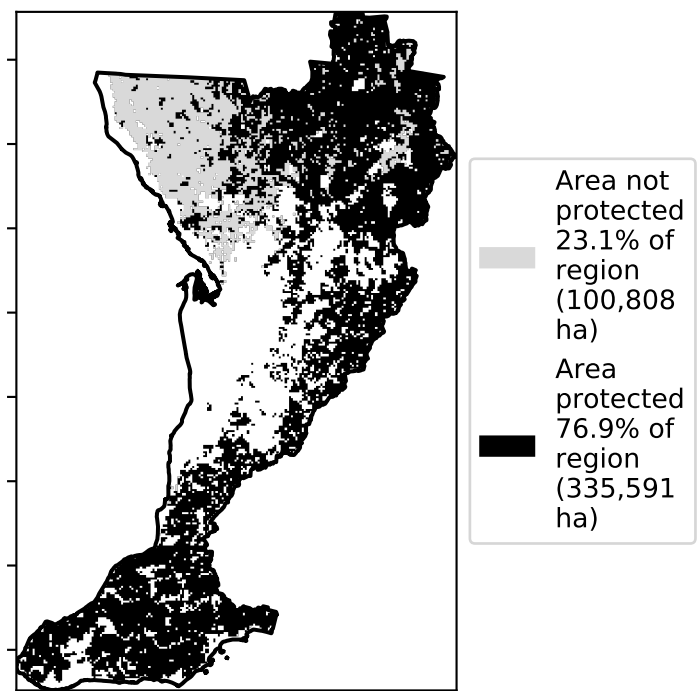 Area not
protected
23.1% of
region
(100,808
ha)
Area
protected
76.9% of
region
(335,591
ha)